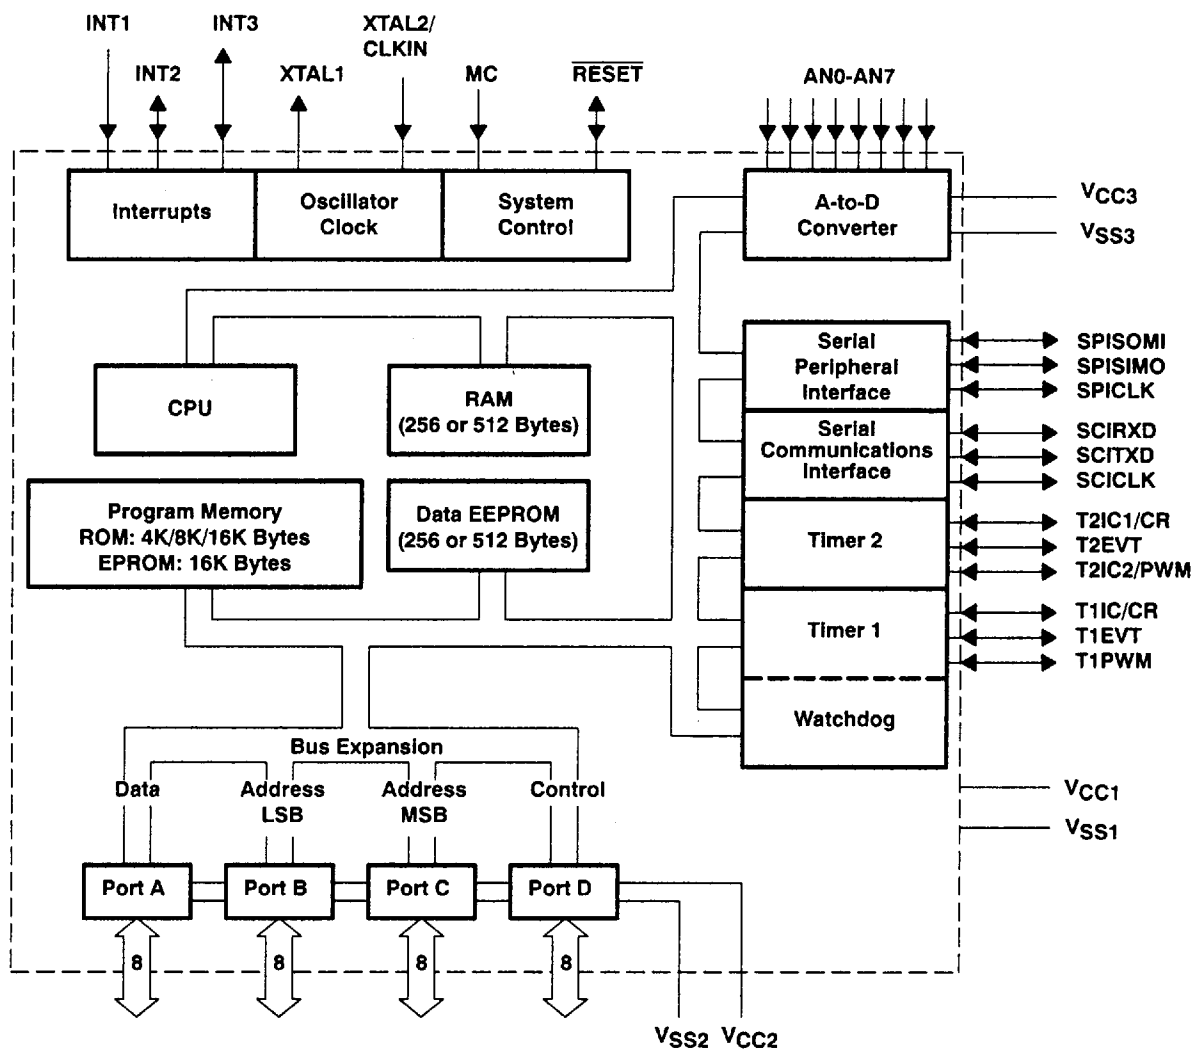 INT1
INT3
XTAL2/
CLKIN
INT2
XTAL1
MC
RESET
AN0-AN7
Interrupts
Oscillator
Clock
System
Control
A-to-D
Converter
VCC3
VSS3
CPU
RAM
(256 or 512 Bytes)
Serial
Peripheral
Interface
SPISOMI
SPISIMO
SPICLK
Serial
Communications
Interface
SCIRXD
SCITXD
SCICLK
Program Memory
ROM: 4K/8K/16K Bytes
EPROM: 16K Bytes
Data EEPROM
(256 or 512 Bytes)
Timer 2
T2IC1/CR
T2EVT
T2IC2/PWM
Timer 1
T1IC/CR
T1EVT
T1PWM
Watchdog
Bus Expansion
Data
Address
LSB
Address
MSB
Control
VCC1
VSS1
Port A
Port B
Port C
Port D
8
8
8
8
VSS2
VCC2